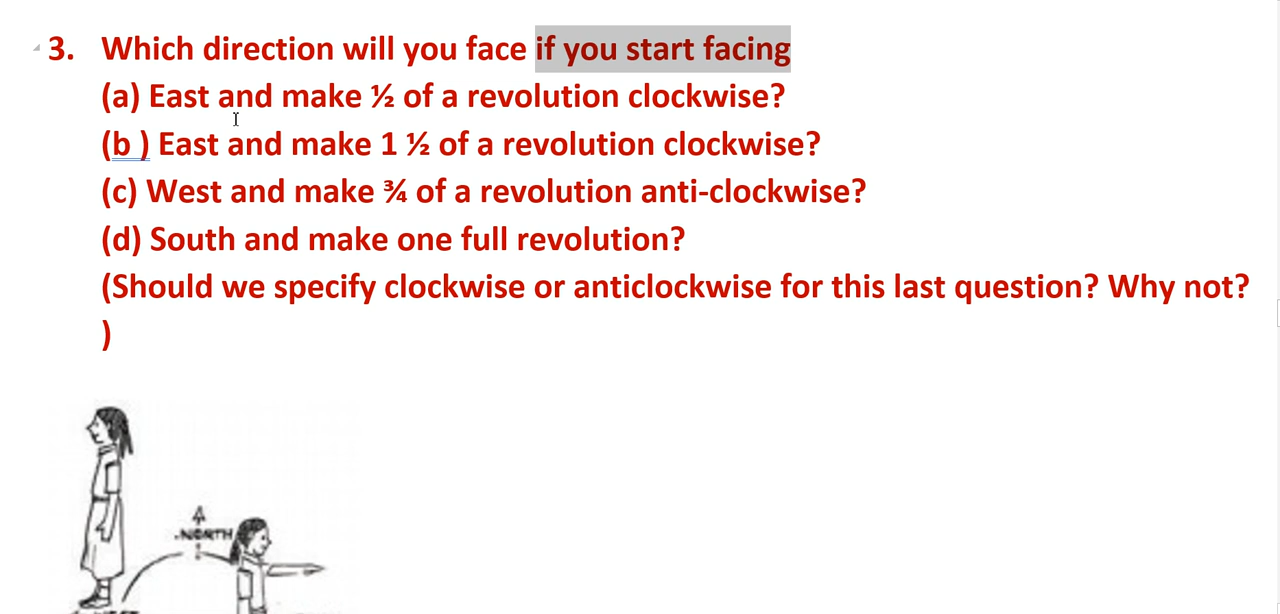 3. Which direction will you face if you start facing
(a) East and make ½ of a revolution clockwise?
(b ) East and make 1 ½ of a revolution clockwise?
(c) West and make ¾ of a revolution anti-clockwise?
(d) South and make one full revolution?
(Should we specify clockwise or anticlockwise for this last question? Why not?
)
NORTH